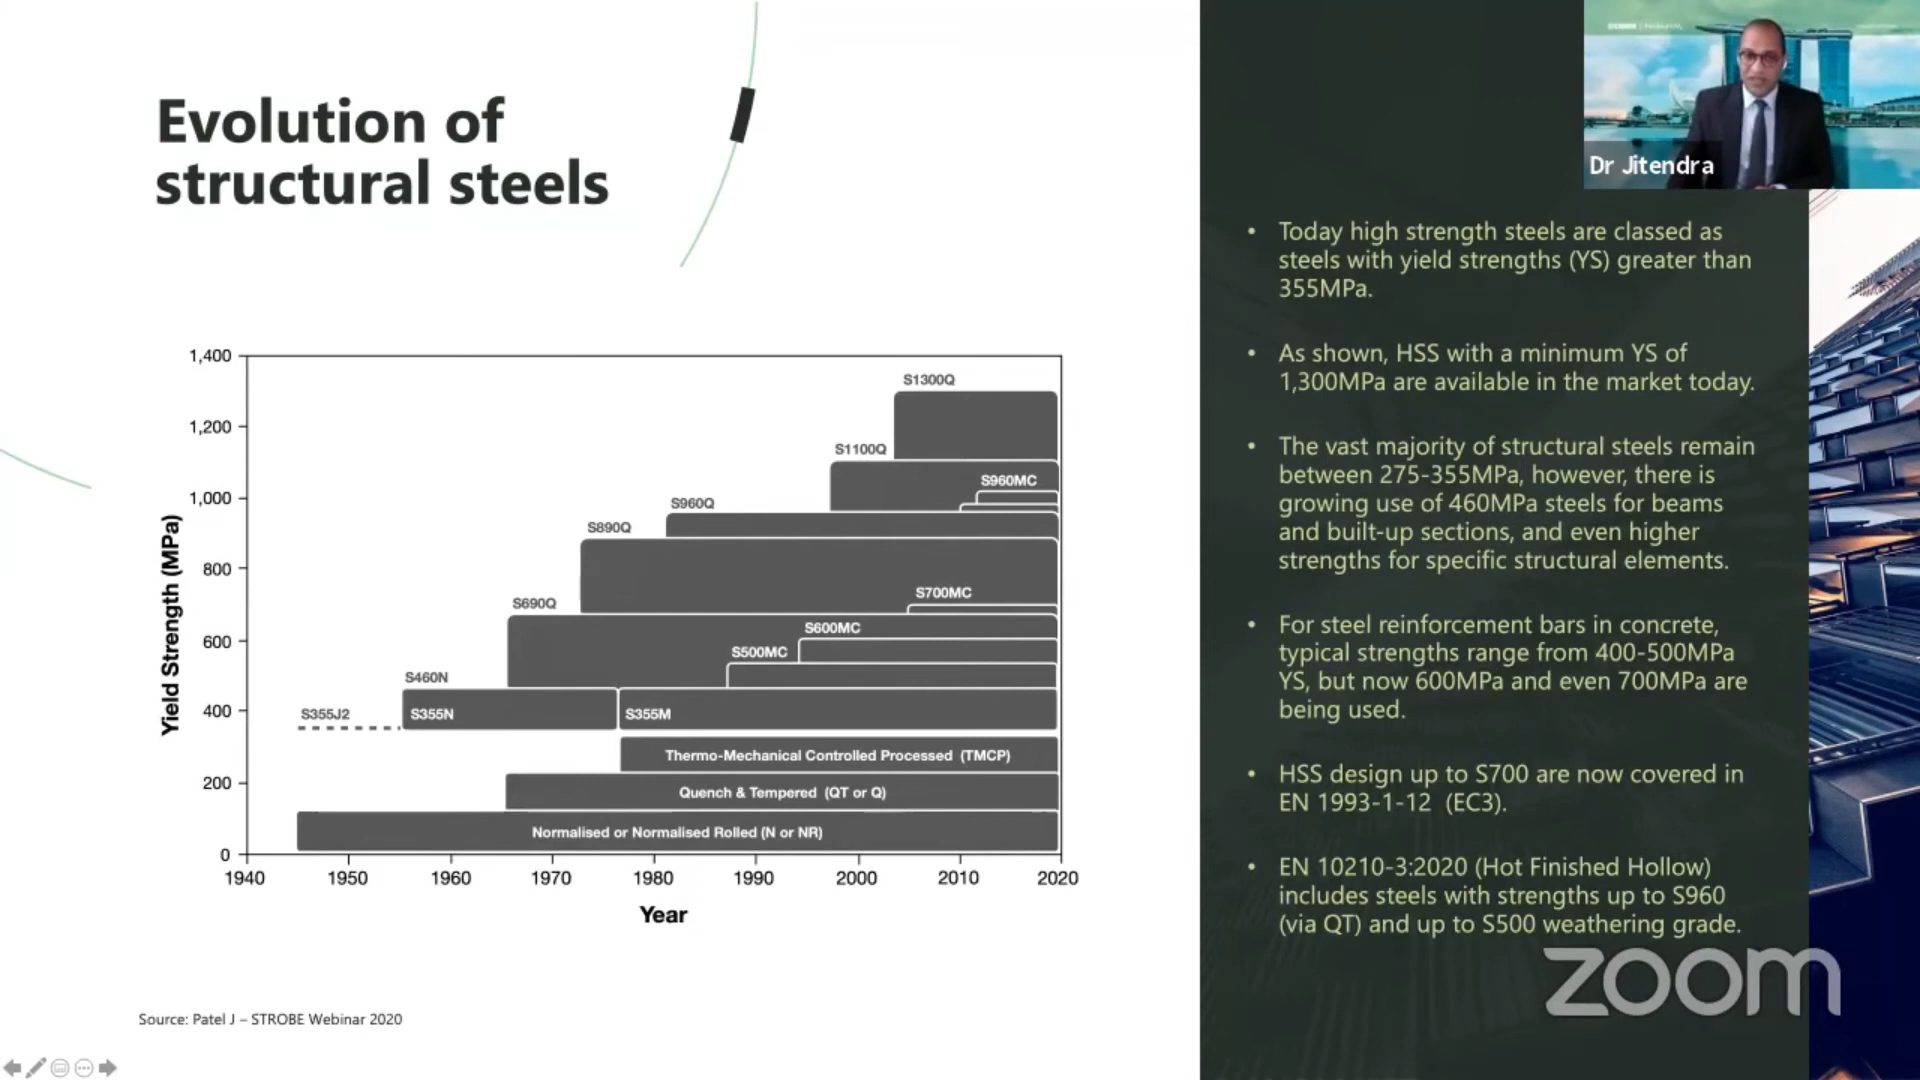 Evolution of
structural steels
Yield Strength (MPa)
1,400
1,200
1,000
800
600
400
200
0
S1300Q
S1100Q
S960MC
S960Q
S890Q
S700MC
S690Q
S600MC
S500MC
S460N
S355J2
S355N
S355M
Thermo-Mechanical Controlled Processed (TMCP)
Quench & Tempered (QT or Q)
Normalised or Normalised Rolled (N or NR)
1940 1950 1960 1970 1980 1990 2000 2010 2020
Year
Source: Patel J – STROBE Webinar 2020
Dr Jitendra
• Today high strength steels are classed as
steels with yield strengths (YS) greater than
355MPa.
• As shown, HSS with a minimum YS of
1,300MPa are available in the market today.
• The vast majority of structural steels remain
between 275-355MPa, however, there is
growing use of 460MPa steels for beams
and built-up sections, and even higher
strengths for specific structural elements.
• For steel reinforcement bars in concrete,
typical strengths range from 400-500MPa
YS, but now 600MPa and even 700MPa are
being used.
• HSS design up to S700 are now covered in
EN 1993-1-12 (EC3).
• EN 10210-3:2020 (Hot Finished Hollow)
includes steels with strengths up to S960
(via QT) and up to S500 weathering grade.
zoom